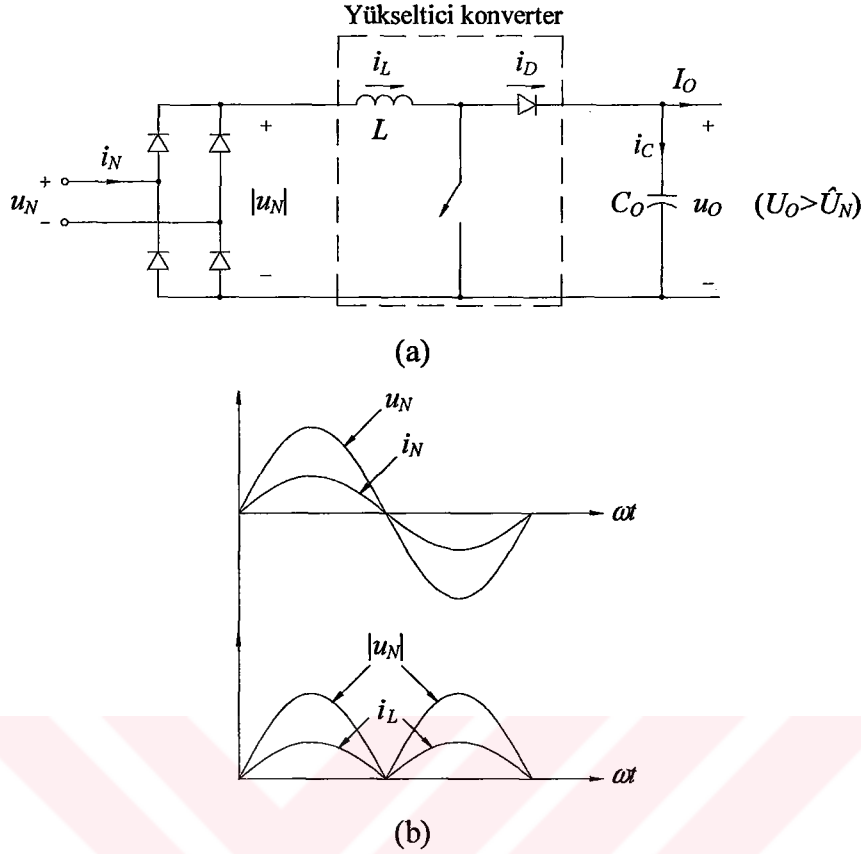 Yükseltici konverter
i_L
i_D
I_O
+
+
L
i_N
i_C
+
u_N
|u_N|
C_O
u_O
(U_O>Û_N)
−
−
−
(a)
u_N
i_N
ωt
|u_N|
i_L
ωt
(b)